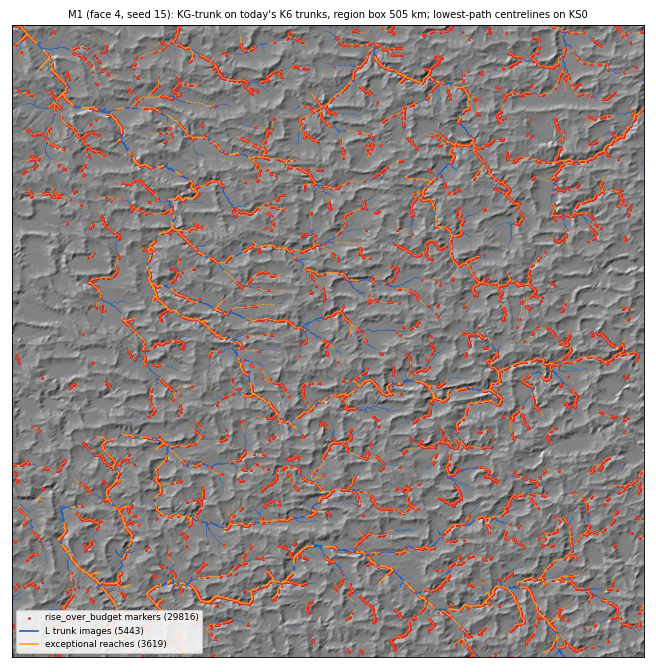 M1 (face 4, seed 15): KG-trunk on today's K6 trunks, region box 505 km; lowest-path centrelines on KS0
rise_over_budget markers (29816)
L trunk images (5443)
exceptional reaches (3619)